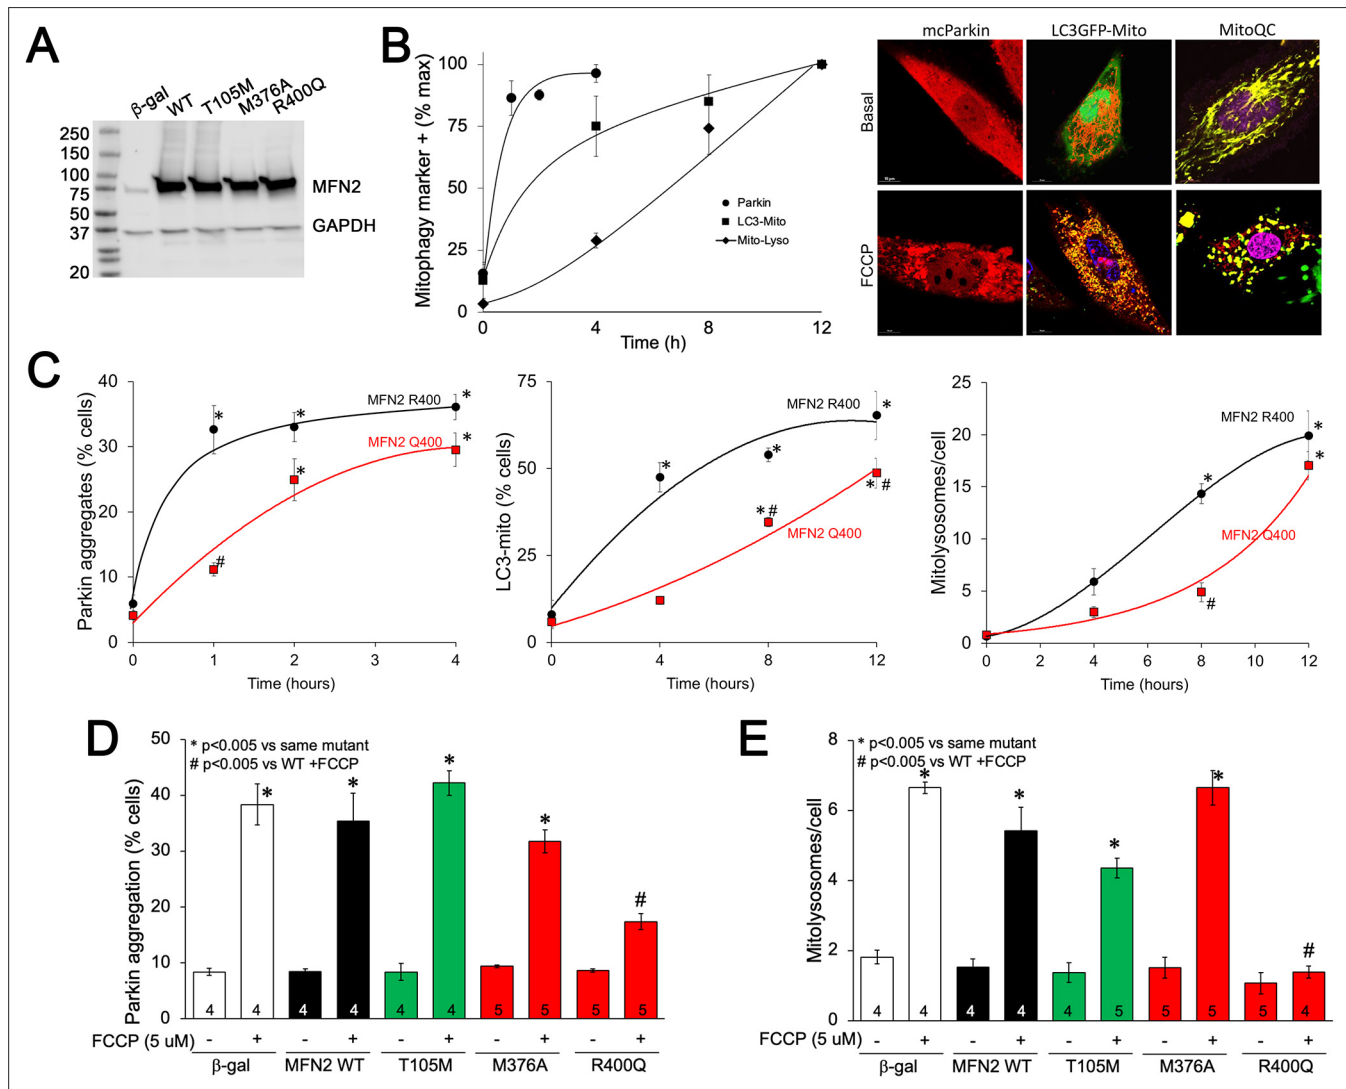 A
β-gal
WT
T105M
M376A
R400Q
250
150
100
75
50
37
20
MFN2
GAPDH
B
Mitophagy marker + (% max)
100
75
50
25
0
0 4 8 12
Time (h)
Parkin
LC3-Mito
Mito-Lyso
mcParkin LC3GFP-Mito MitoQC
Basal
FCCP
C
Parkin aggregates (% cells)
40
30
20
10
0
0 1 2 3 4
Time (hours)
MFN2 R400
MFN2 Q400
*
*
*
*
*
#
LC3-mito (% cells)
75
50
25
0
0 4 8 12
Time (hours)
MFN2 R400
MFN2 Q400
*
*
*
* #
* #
Mitolysosomes/cell
25
20
15
10
5
0
0 2 4 6 8 10 12
Time (hours)
MFN2 R400
MFN2 Q400
*
*
*
#
D
Parkin aggregation (% cells)
50
40
30
20
10
0
* p<0.005 vs same mutant
# p<0.005 vs WT +FCCP
* * * * #
4 4 4 4 4 4 5 5 5 5
FCCP (5 uM) - + - + - + - + - +
β-gal MFN2 WT T105M M376A R400Q
E
Mitolysosomes/cell
8
6
4
2
0
* p<0.005 vs same mutant
# p<0.005 vs WT +FCCP
* * * * #
4 4 4 4 4 5 5 5 5 4
FCCP (5 uM) - + - + - + - + - +
β-gal MFN2 WT T105M M376A R400Q